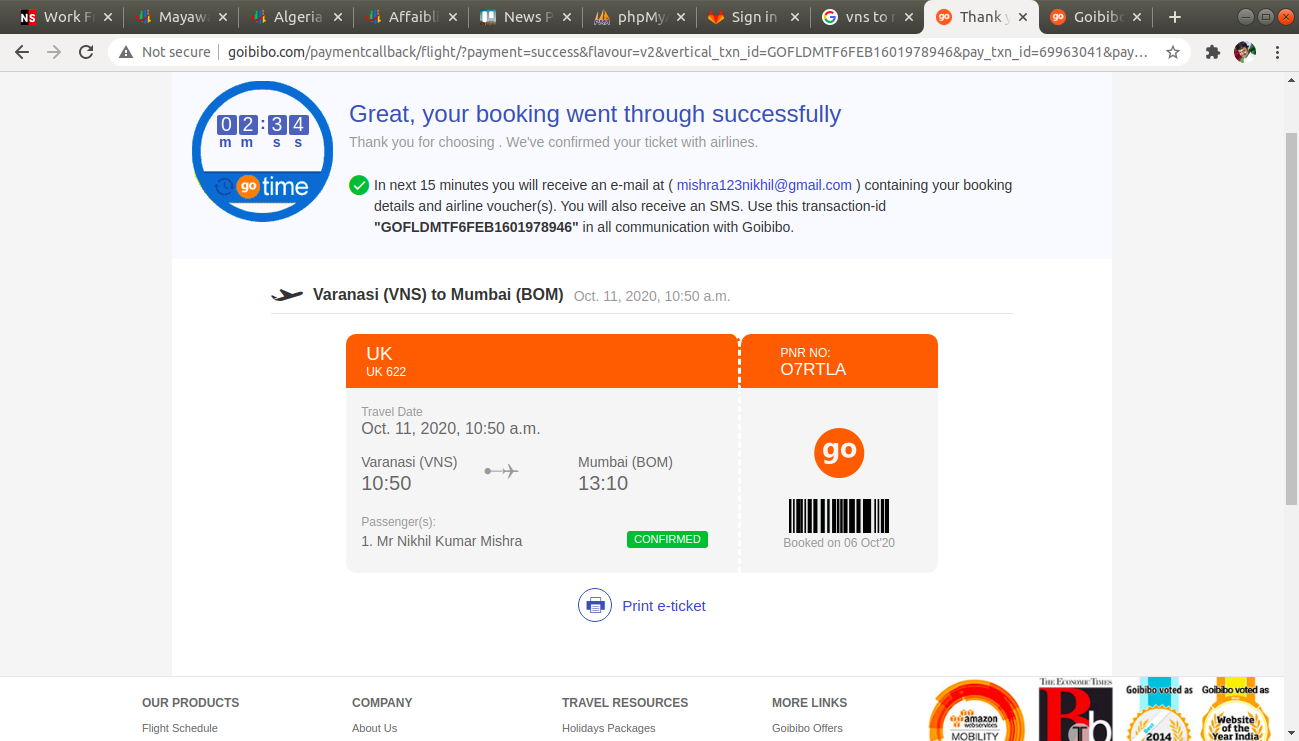 Work Fr
Mayawa
Algeria
Affaibli
News P
phpMyA
Sign in
vns to
Thank y
Goibibo
Not secure
goibibo.com/paymentcallback/flight/?payment=success&flavour=v2&vertical_txn_id=GOFLDMTF6FEB1601978946&pay_txn_id=69963041&pay…
02:34
m m s s
go time
Great, your booking went through successfully
Thank you for choosing . We've confirmed your ticket with airlines.
In next 15 minutes you will receive an e-mail at ( mishra123nikhil@gmail.com ) containing your booking
details and airline voucher(s). You will also receive an SMS. Use this transaction-id
"GOFLDMTF6FEB1601978946" in all communication with Goibibo.
Varanasi (VNS) to Mumbai (BOM) Oct. 11, 2020, 10:50 a.m.
UK
UK 622
PNR NO:
O7RTLA
Travel Date
Oct. 11, 2020, 10:50 a.m.
Varanasi (VNS)
10:50
Mumbai (BOM)
13:10
Passenger(s):
1. Mr Nikhil Kumar Mishra
CONFIRMED
go
Booked on 06 Oct'20
Print e-ticket
OUR PRODUCTS
Flight Schedule
COMPANY
About Us
TRAVEL RESOURCES
Holidays Packages
MORE LINKS
Goibibo Offers
amazon
webservices
MOBILITY
THE ECONOMIC TIMES
Goibibo voted as
2014
Goibibo voted as
Website
of the
Year India